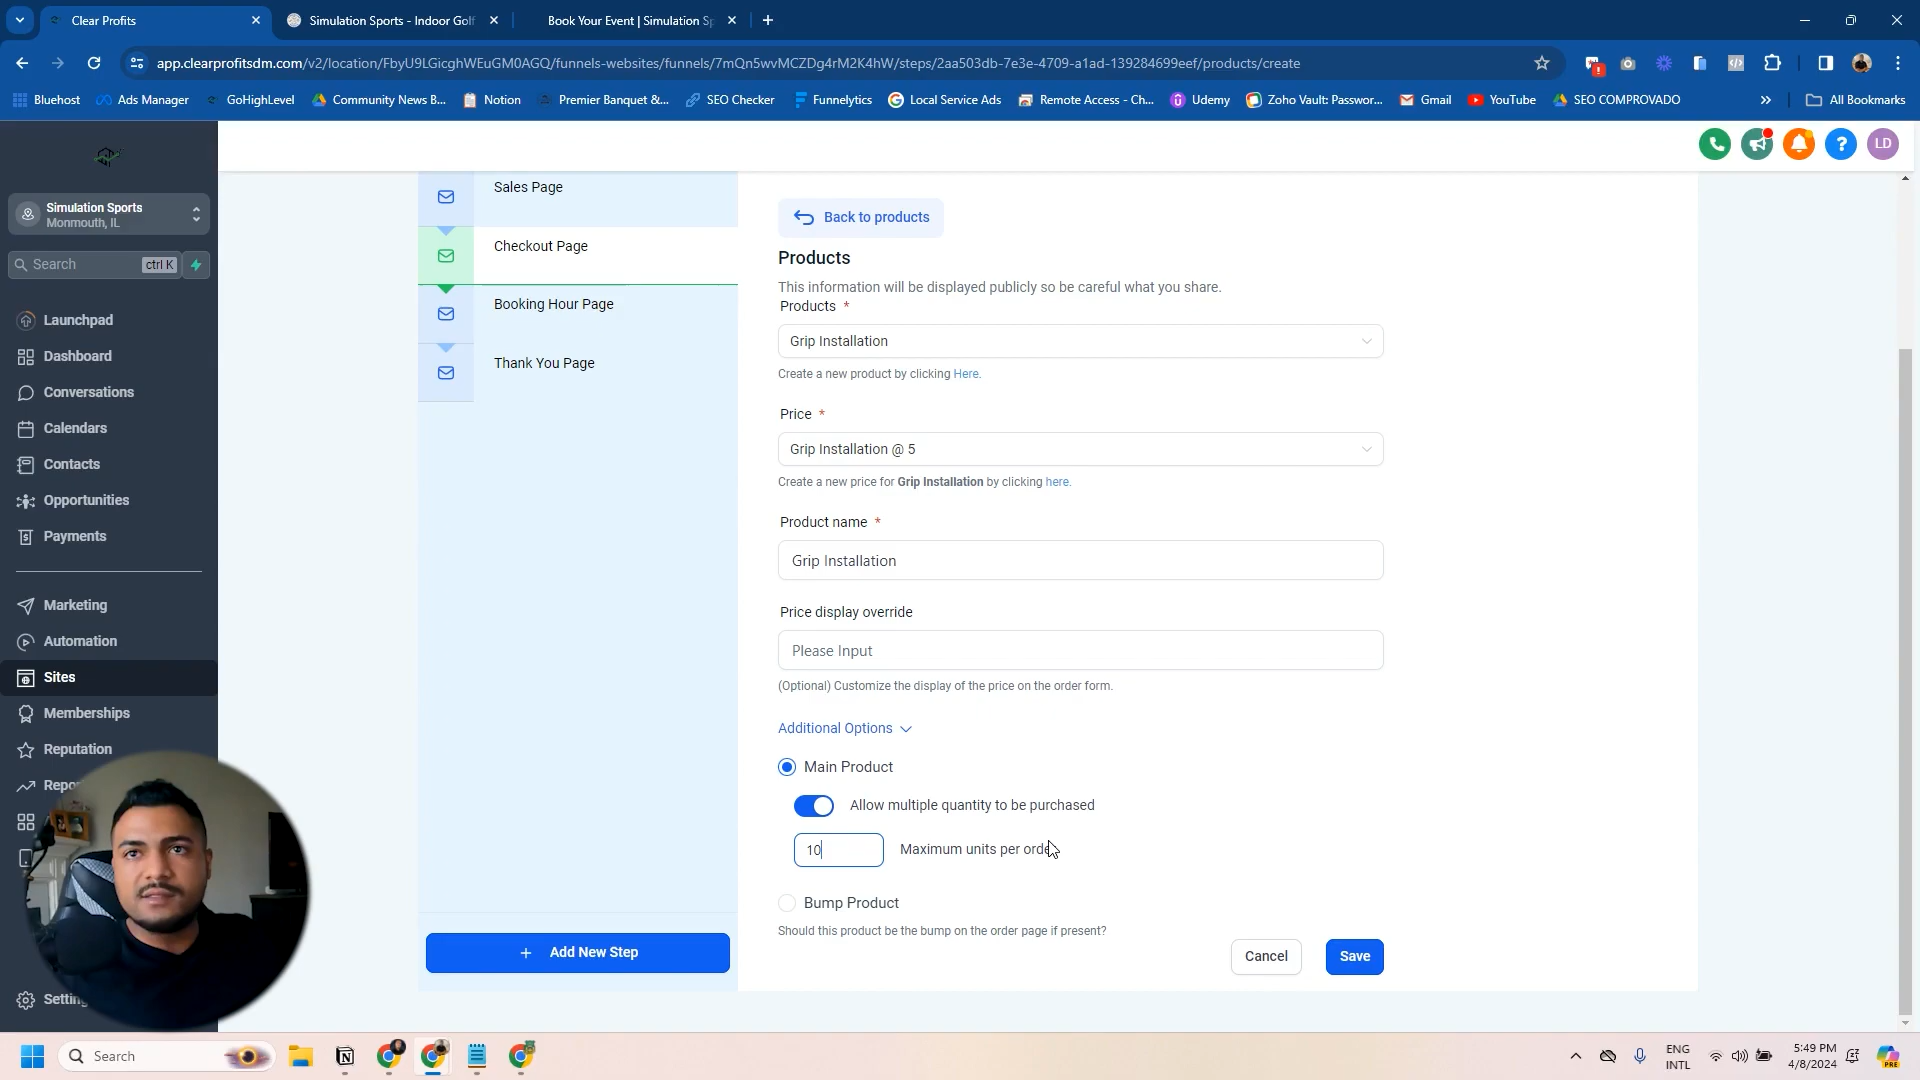 Clear Profits
Simulation Sports - Indoor Golf
Book Your Event | Simulation Sp
app.clearprofitsdm.com/v2/location/FbyU9LGicghWEuGM0AGQ/funnels-websites/funnels/7mQn5wvMCZDg4rM2K4hW/steps/2aa503db-7e3e-4709-a1ad-139284699eef/products/create
Bluehost
Ads Manager
GoHighLevel
Community News B...
Notion
Premier Banquet &...
SEO Checker
Funnelytics
Local Service Ads
Remote Access - Ch...
Udemy
Zoho Vault: Passwor...
Gmail
YouTube
SEO COMPROVADO
All Bookmarks
LD
Simulation Sports
Monmouth, IL
Search
ctrl K
Launchpad
Dashboard
Conversations
Calendars
Contacts
Opportunities
Payments
Marketing
Automation
Sites
Memberships
Reputation
Repo
Setting
Sales Page
Checkout Page
Booking Hour Page
Thank You Page
+ Add New Step
Back to products
Products
This information will be displayed publicly so be careful what you share.
Products *
Grip Installation
Create a new product by clicking Here.
Price *
Grip Installation @ 5
Create a new price for Grip Installation by clicking here.
Product name *
Grip Installation
Price display override
Please Input
(Optional) Customize the display of the price on the order form.
Additional Options
Main Product
Allow multiple quantity to be purchased
10
Maximum units per order
Bump Product
Should this product be the bump on the order page if present?
Cancel
Save
Search
ENG
INTL
5:49 PM
4/8/2024
PRE